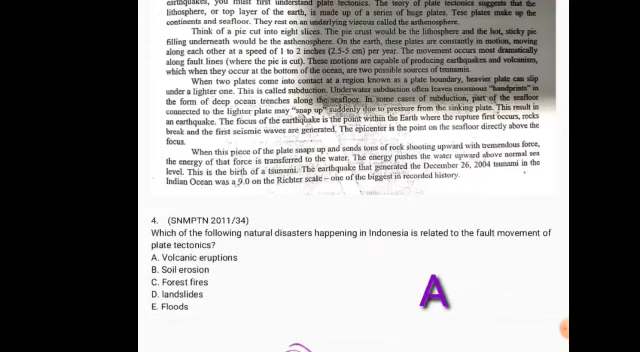 earthquakes, you must first understand plate tectonics. The teory of plate tectonics suggests that the
lithosphere, or top layer of the earth, is made up of a series of huge plates. Tese plates make up the
continents and seafloor. They rest on an underlying viscous called the asthenosphere.
Think of a pie cut into eight slices. The pie crust would be the lithosphere and the hot, sticky pie
filling underneath would be the asthenosphere. On the earth, these plates are constantly in motion, moving
along each other at a speed of 1 to 2 inches (2.5-5 cm) per year. The movement occurs most dramatically
along fault lines (where the pie is cut). These motions are capable of producing earthquakes and volcanism,
which when they occur at the bottom of the ocean, are two possible sources of tsunamis.
When two plates come into contact at a region known as a plate boundary, heavier plate can slip
under a lighter one. This is called subduction. Underwater subduction often leaves enormous "handprints" in
the form of deep ocean trenches along the seafloor. In some cases of subduction, part of the seafloor
connected to the lighter plate may "snap up" suddenly due to pressure from the sinking plate. This result in
an earthquake. The focus of the earthquake is the point within the Earth where the rupture first occurs, rocks
break and the first seismic waves are generated. The epicenter is the point on the seafloor directly above the
focus.
When this piece of the plate snaps up and sends tons of rock shooting upward with tremendous force,
the energy of that force is transferred to the water. The energy pushes the water upward above normal sea
level. This is the birth of a tsunami. The earthquake that generated the December 26, 2004 tsunami in the
Indian Ocean was a 9.0 on the Richter scale – one of the biggest in recorded history.
4. (SNMPTN 2011/34)
Which of the following natural disasters happening in Indonesia is related to the fault movement of
plate tectonics?
A. Volcanic eruptions
B. Soil erosion
C. Forest fires
D. landslides
E. Floods
A